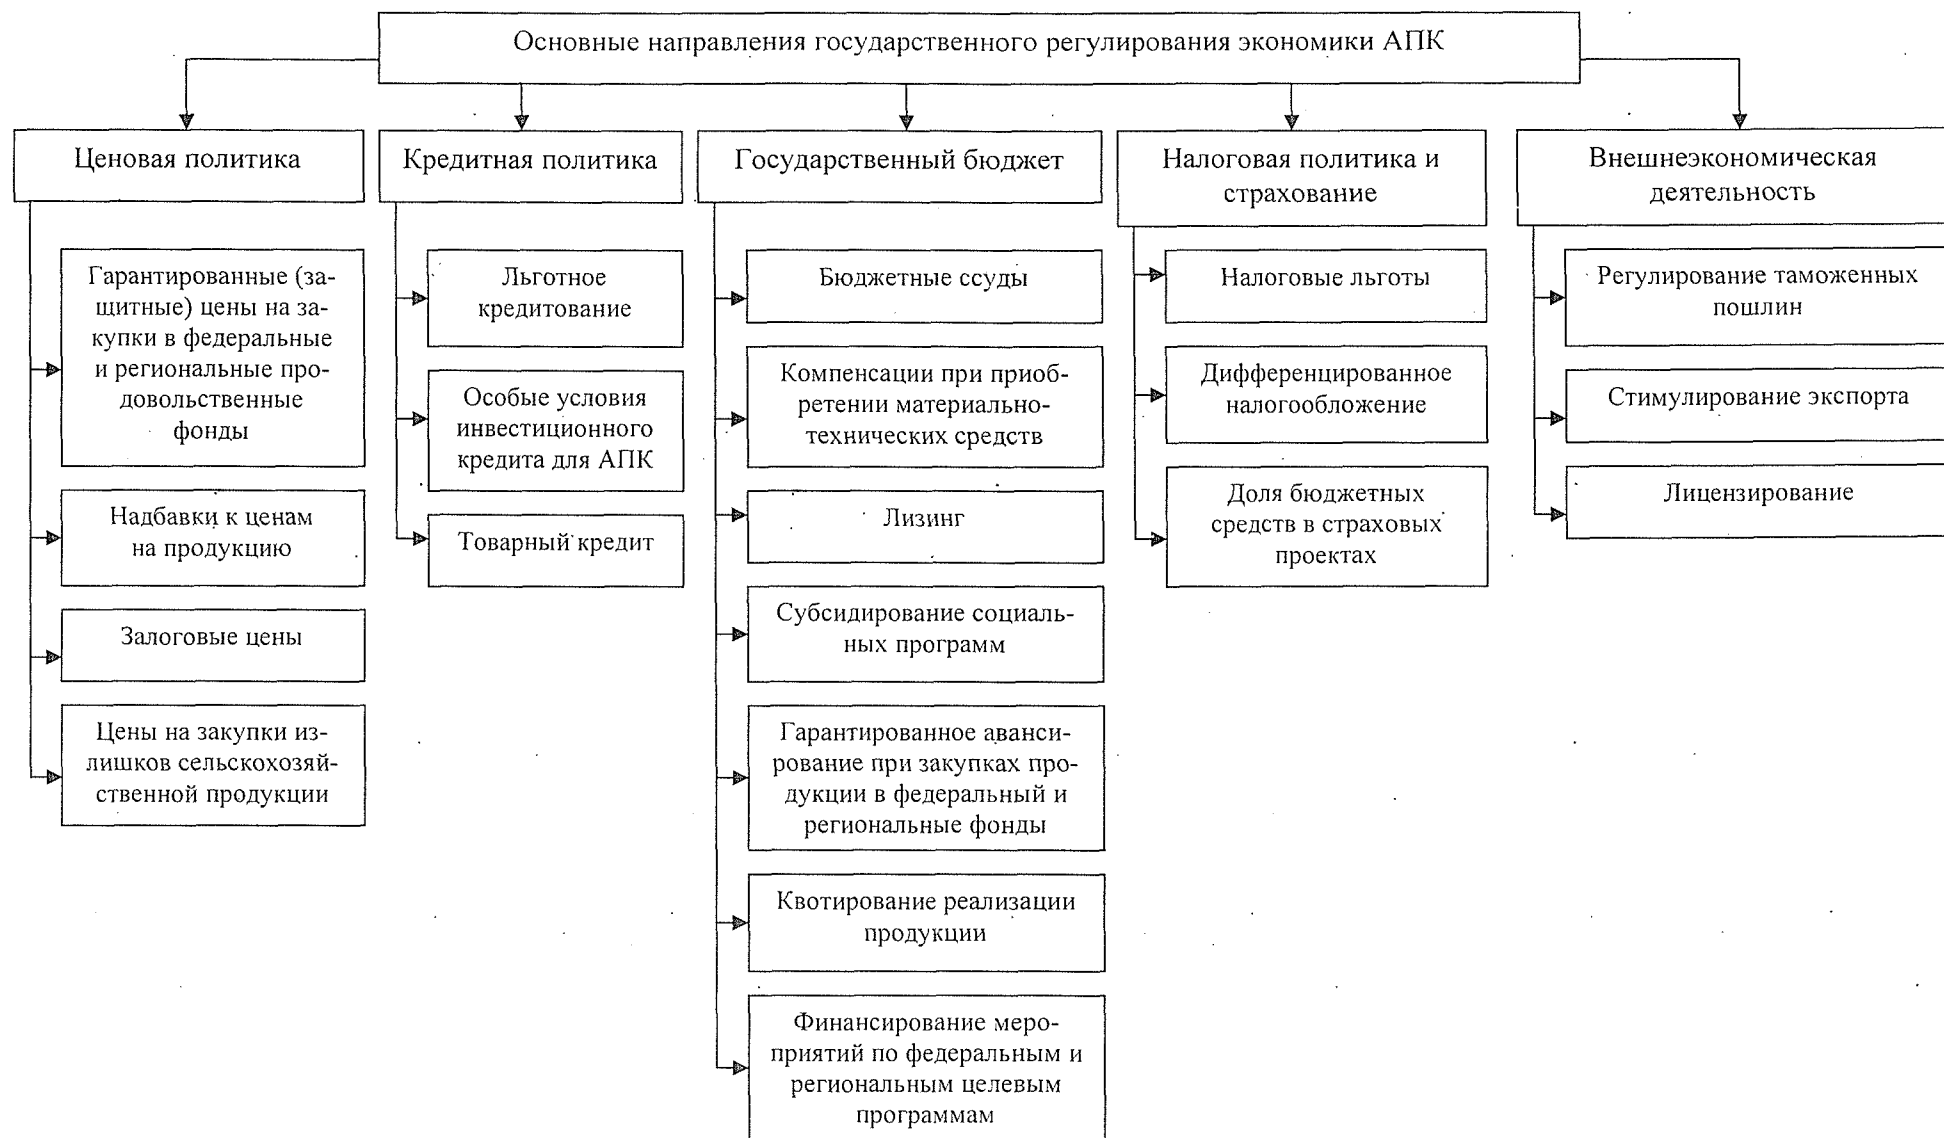 Основные направления государственного регулирования экономики АПК
Ценовая политика
Гарантированные (за-
щитные) цены на за-
купки в федеральные
и региональные про-
довольственные
фонды
Надбавки к ценам
на продукцию
Залоговые цены
Цены на закупки из-
лишков сельскохозяй-
ственной продукции
Кредитная политика
Льготное
кредитование
Особые условия
инвестиционного
кредита для АПК
Товарный кредит
Государственный бюджет
Бюджетные ссуды
Компенсации при приоб-
ретении материально-
технических средств
Лизинг
Субсидирование социаль-
ных программ
Гарантированное аванси-
рование при закупках про-
дукции в федеральный и
региональные фонды
Квотирование реализации
продукции
Финансирование меро-
приятий по федеральным и
региональным целевым
программам
Налоговая политика и
страхование
Налоговые льготы
Дифференцированное
налогообложение
Доля бюджетных
средств в страховых
проектах
Внешнеэкономическая
деятельность
Регулирование таможенных
пошлин
Стимулирование экспорта
Лицензирование